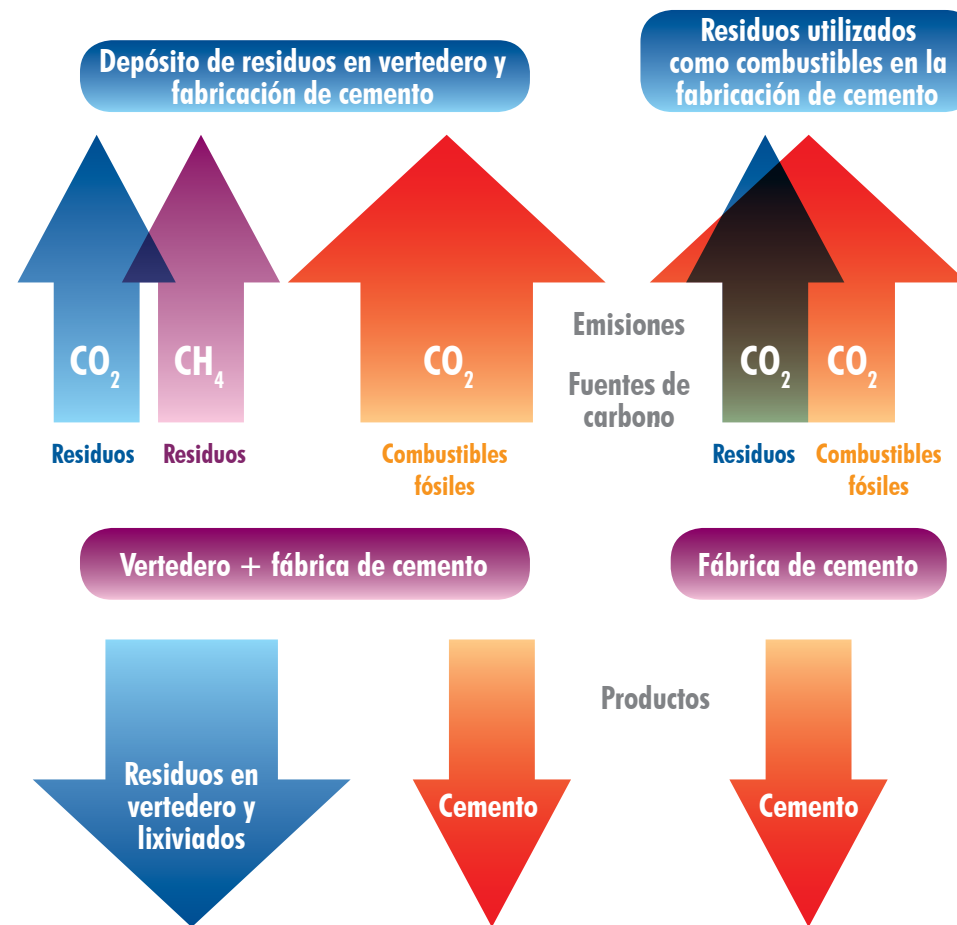 Depósito de residuos en vertedero y
fabricación de cemento
Residuos utilizados
como combustibles en la
fabricación de cemento
CO2
CH4
CO2
Emisiones
Fuentes de
carbono
CO2
CO2
Residuos
Residuos
Combustibles
fósiles
Residuos
Combustibles
fósiles
Vertedero + fábrica de cemento
Fábrica de cemento
Productos
Residuos en
vertedero y
lixiviados
Cemento
Cemento